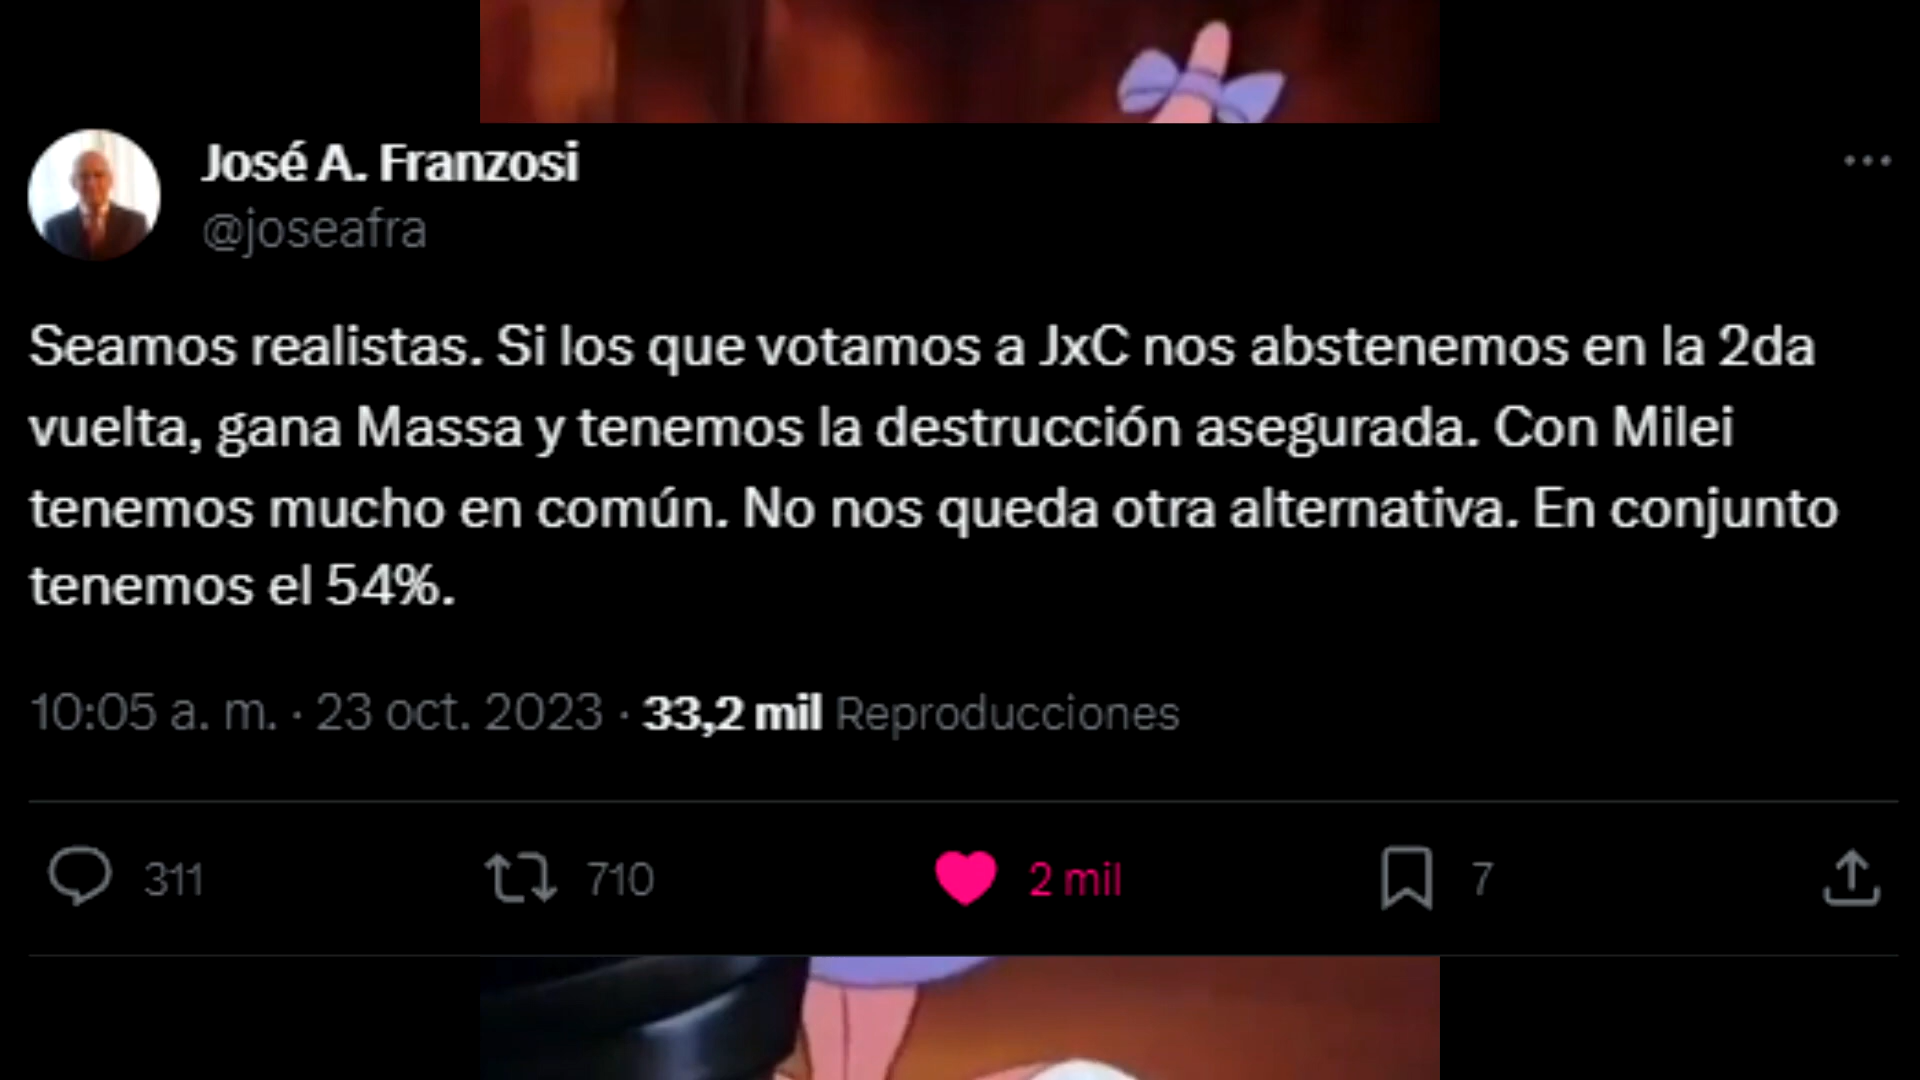 José A. Franzosi
@joseafra
Seamos realistas. Si los que votamos a JxC nos abstenemos en la 2da
vuelta, gana Massa y tenemos la destrucción asegurada. Con Milei
tenemos mucho en común. No nos queda otra alternativa. En conjunto
tenemos el 54%.
10:05 a. m. · 23 oct. 2023 · 33,2 mil Reproducciones
311 710 2 mil 7